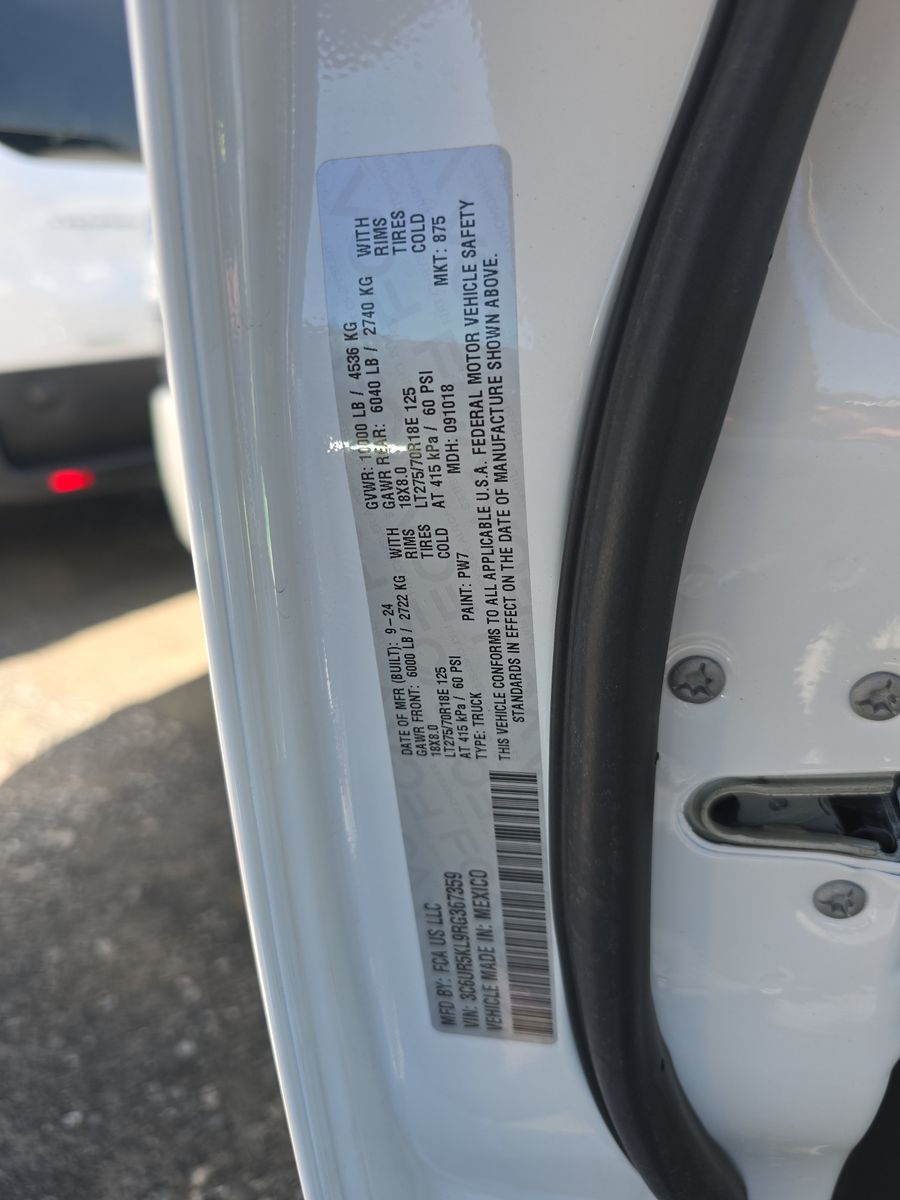 MFD BY: FCA US LLC
VIN: 3C6UR5KL9RG367359
VEHICLE MADE IN: MEXICO
DATE OF MFR (BUILT): 9-24
GVWR: 10000 LB / 4536 KG
GAWR FRONT: 6000 LB / 2722 KG WITH
18X8.0 RIMS
LT275/70R18E 125 TIRES
AT 415 kPa / 60 PSI COLD
GAWR REAR: 6040 LB / 2740 KG WITH
18X8.0 RIMS
LT275/70R18E 125 TIRES
AT 415 kPa / 60 PSI COLD
TYPE: TRUCK PAINT: PW7 MDH: 091018 MKT: 875
THIS VEHICLE CONFORMS TO ALL APPLICABLE U.S.A. FEDERAL MOTOR VEHICLE SAFETY
STANDARDS IN EFFECT ON THE DATE OF MANUFACTURE SHOWN ABOVE.